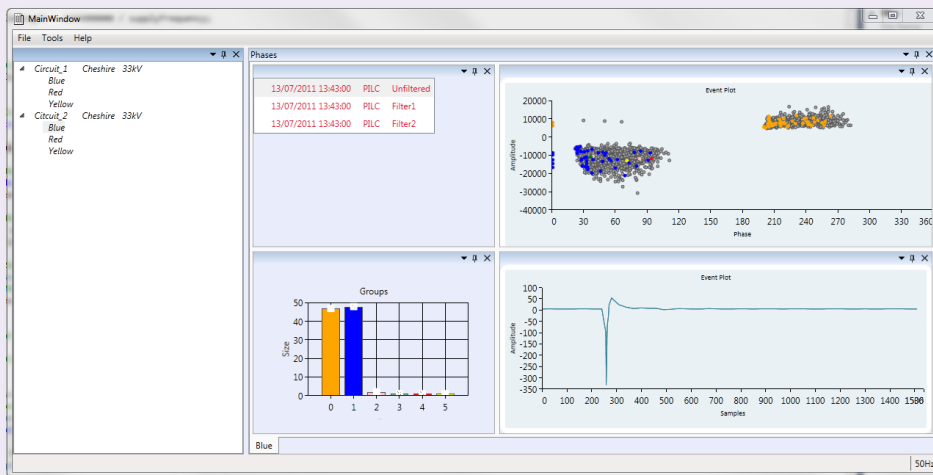 MainWindow
File Tools Help
Circuit_1 Cheshire 33kV
Blue
Red
Yellow
Citcuit_2 Cheshire 33kV
Blue
Red
Yellow
Phases
13/07/2011 13:43:00 PILC Unfiltered
13/07/2011 13:43:00 PILC Filter1
13/07/2011 13:43:00 PILC Filter2
Event Plot
20000
10000
0
-10000
-20000
-30000
-40000
Amplitude
0 30 60 90 120 150 180 210 240 270 300 330 360
Phase
Groups
50
40
30
20
10
0
Size
0 1 2 3 4 5
Event Plot
100
50
0
-50
-100
-150
-200
-250
-300
-350
Amplitude
0 100 200 300 400 500 600 700 800 900 1000 1100 1200 1300 1400
Samples
Blue
50Hz